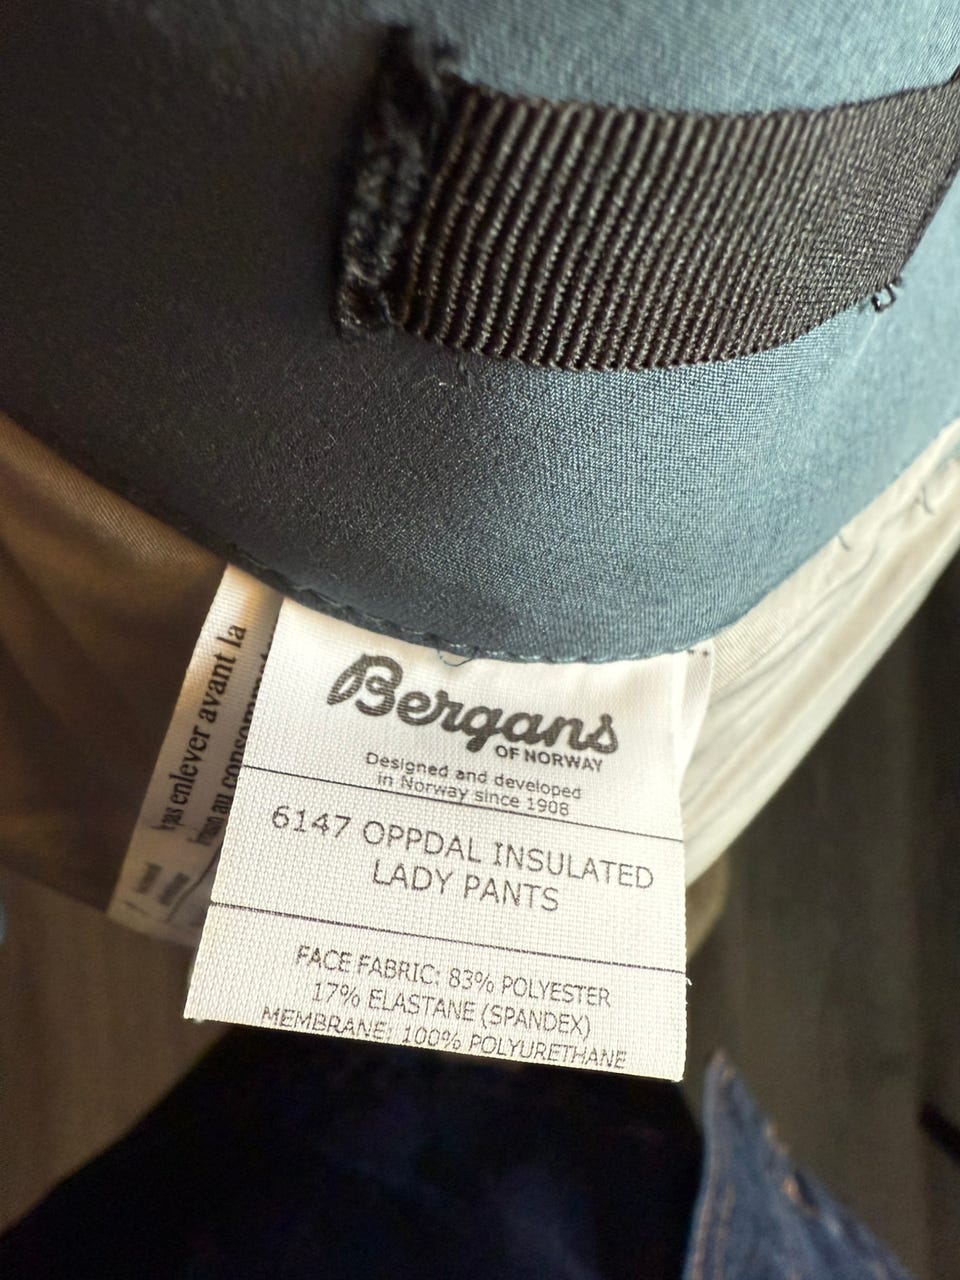 Bergans
OF NORWAY
Designed and developed
in Norway since 1908
6147 OPPDAL INSULATED
LADY PANTS
FACE FABRIC: 83% POLYESTER
17% ELASTANE (SPANDEX)
MEMBRANE: 100% POLYURETHANE
pas enlever avant la
au